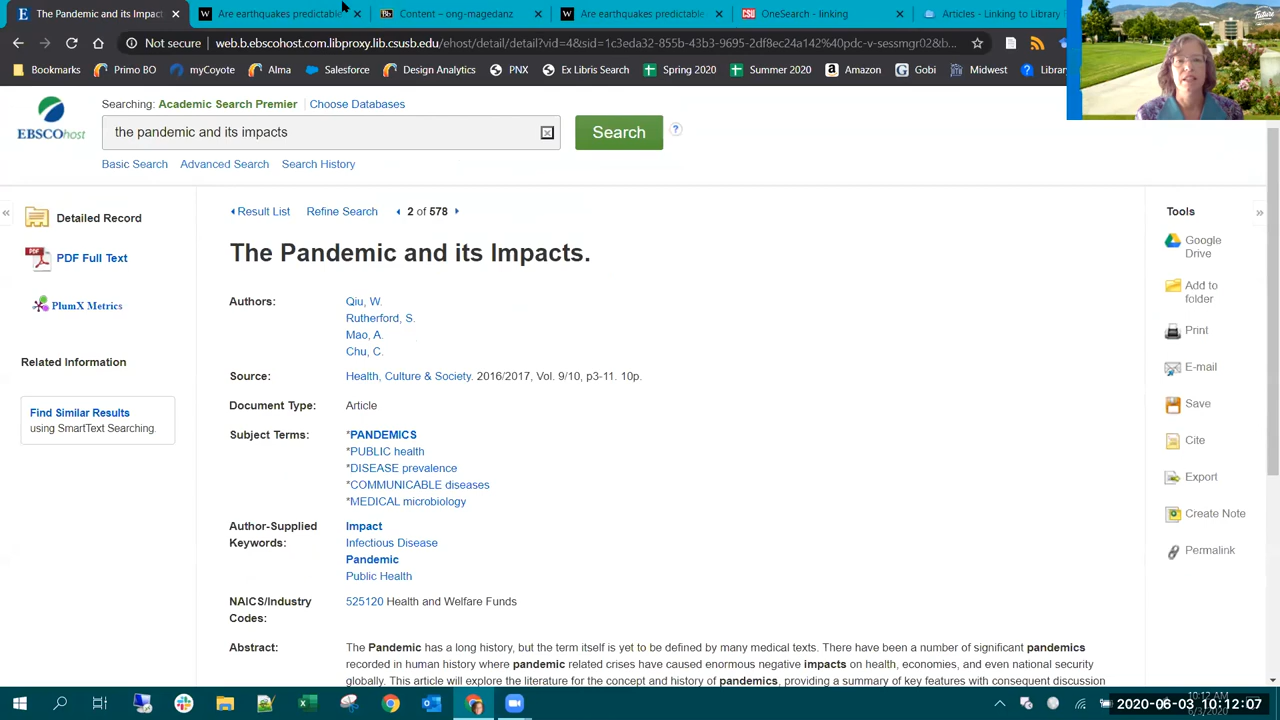 The Pandemic and its Impact
Are earthquakes predictable
Content – ong-magedanz
Are earthquakes predictable
CSU OneSearch - linking
Articles - Linking to Library
Not secure web.b.ebscohost.com.libproxy.lib.csusb.edu/ehost/detail/detail?vid=4&sid=1c3eda32-855b-43b3-9695-2df8ec24a142%40pdc-v-sessmgr02&b...
Bookmarks Primo BO myCoyote Alma Salesforce Design Analytics PNX Ex Libris Search Spring 2020 Summer 2020 Amazon Gobi Midwest
Searching: Academic Search Premier Choose Databases
EBSCOhost
the pandemic and its impacts
Search
?
Basic Search Advanced Search Search History
Detailed Record
PDF Full Text
PlumX Metrics
Related Information
Find Similar Results
using SmartText Searching.
Result List Refine Search 2 of 578
The Pandemic and its Impacts.
Authors: Qiu, W.
Rutherford, S.
Mao, A.
Chu, C.
Source: Health, Culture & Society. 2016/2017, Vol. 9/10, p3-11. 10p.
Document Type: Article
Subject Terms: *PANDEMICS
*PUBLIC health
*DISEASE prevalence
*COMMUNICABLE diseases
*MEDICAL microbiology
Author-Supplied Impact
Keywords: Infectious Disease
Pandemic
Public Health
NAICS/Industry 525120 Health and Welfare Funds
Codes:
Abstract: The Pandemic has a long history, but the term itself is yet to be defined by many medical texts. There have been a number of significant pandemics
recorded in human history where pandemic related crises have caused enormous negative impacts on health, economies, and even national security
globally. This article will explore the literature for the concept and history of pandemics, providing a summary of key features with consequent discussion
Tools
Google
Drive
Add to
folder
Print
E-mail
Save
Cite
Export
Create Note
Permalink
10:12 AM
2020-06-03 10:12:07
6/3/2020